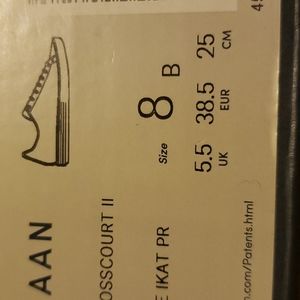 AAN
OSSCOURT II
E IKAT PR
Size 8 B
5.5 38.5 25
UK EUR CM
m.com/Patents.html